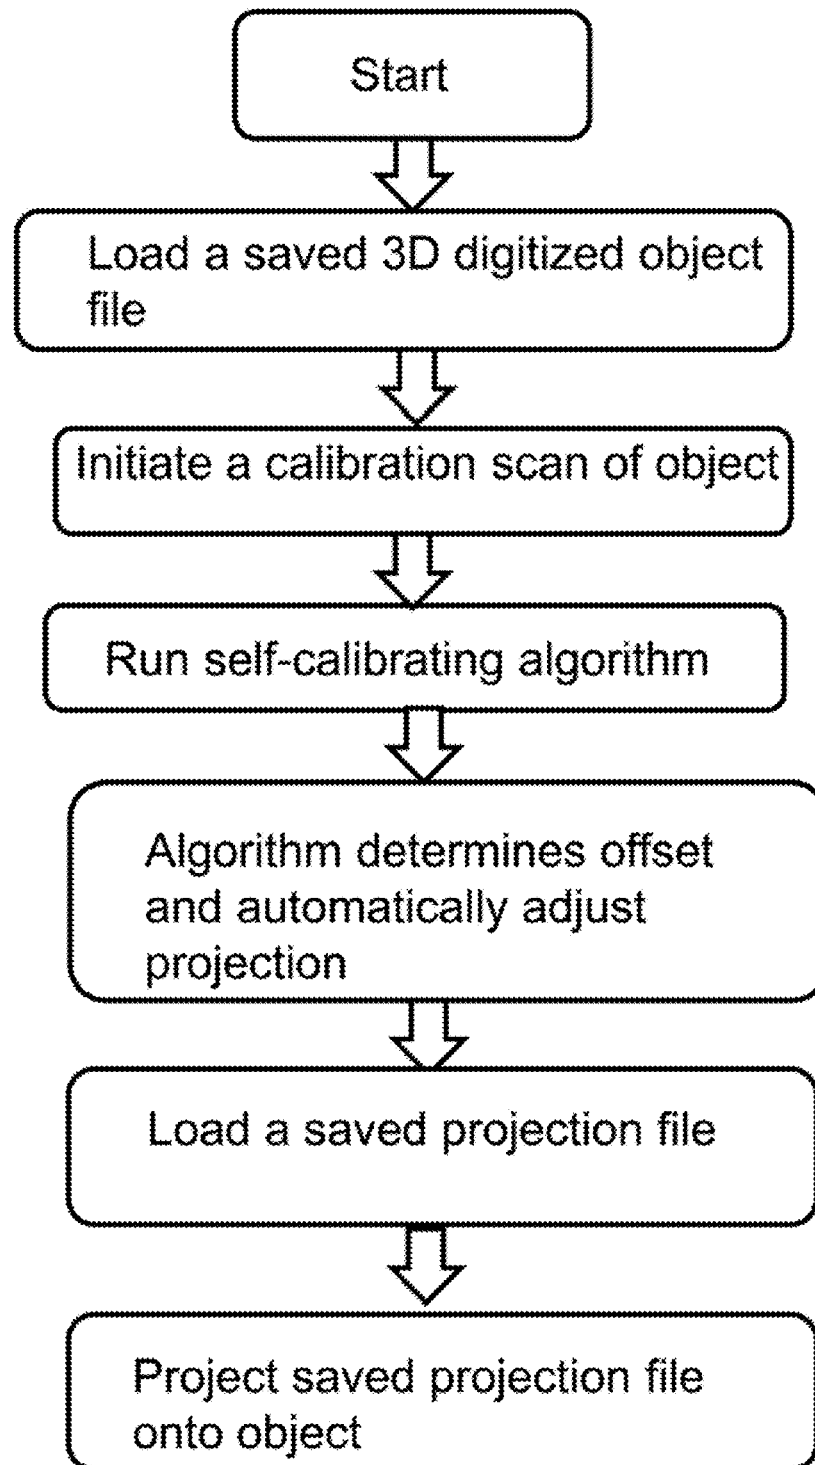 Start
Load a saved 3D digitized object
file
Initiate a calibration scan of object
Run self-calibrating algorithm
Algorithm determines offset
and automatically adjust
projection
Load a saved projection file
Project saved projection file
onto object